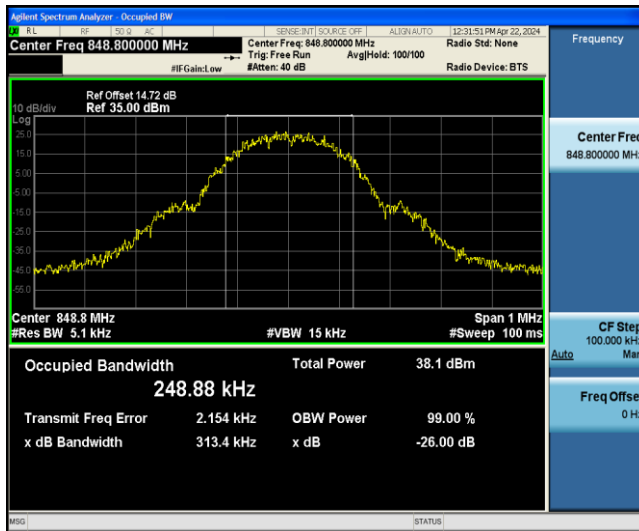 Agilent Spectrum Analyzer - Occupied BW
RL RF 50 Ω AC SENSE:INT SOURCE OFF ALIGN AUTO 12:31:51 PM Apr 22, 2024
Center Freq 848.800000 MHz
Center Freq: 848.800000 MHz
Radio Std: None
Trig: Free Run Avg|Hold: 100/100
#IFGain:Low
#Atten: 40 dB
Radio Device: BTS
Frequency
Ref Offset 14.72 dB
10 dB/div Ref 35.00 dBm
Log
25.0
15.0
5.00
-5.00
-15.0
-25.0
-35.0
-45.0
-55.0
Center Freq
848.800000 MHz
Center 848.8 MHz Span 1 MHz
#Res BW 5.1 kHz #VBW 15 kHz #Sweep 100 ms
CF Step
100.000 kHz
Auto Man
Occupied Bandwidth Total Power 38.1 dBm
248.88 kHz
Transmit Freq Error 2.154 kHz OBW Power 99.00 %
x dB Bandwidth 313.4 kHz x dB -26.00 dB
Freq Offset
0 Hz
MSG STATUS